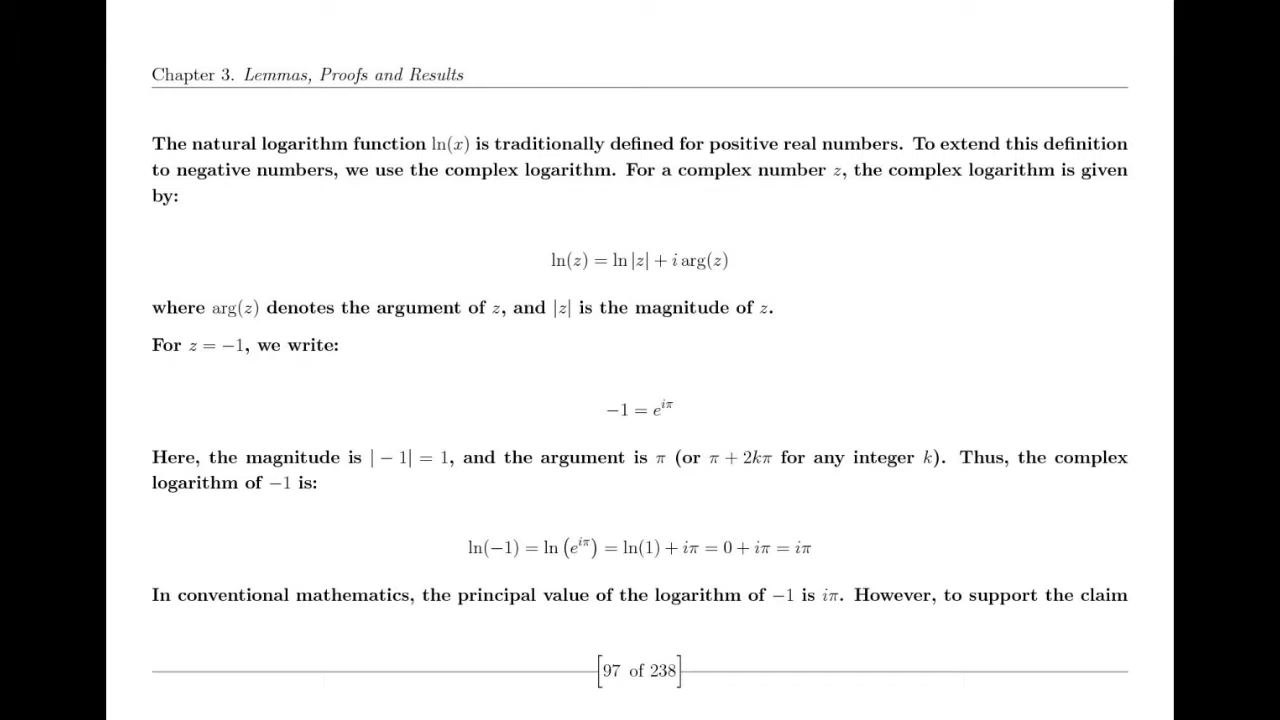 Chapter 3. Lemmas, Proofs and Results
The natural logarithm function ln(x) is traditionally defined for positive real numbers. To extend this definition
to negative numbers, we use the complex logarithm. For a complex number z, the complex logarithm is given
by:
ln(z) = ln |z| + i arg(z)
where arg(z) denotes the argument of z, and |z| is the magnitude of z.
For z = −1, we write:
−1 = e^{iπ}
Here, the magnitude is | − 1| = 1, and the argument is π (or π + 2kπ for any integer k). Thus, the complex
logarithm of −1 is:
ln(−1) = ln (e^{iπ}) = ln(1) + iπ = 0 + iπ = iπ
In conventional mathematics, the principal value of the logarithm of −1 is iπ. However, to support the claim
[97 of 238]